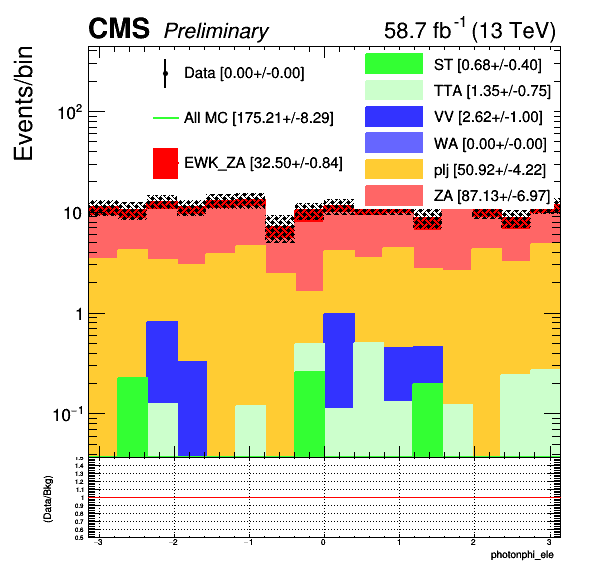 CMS Preliminary 58.7 fb⁻¹ (13 TeV)
Events/bin
Data [0.00+/-0.00]
All MC [175.21+/-8.29]
EWK_ZA [32.50+/-0.84]
ST [0.68+/-0.40]
TTA [1.35+/-0.75]
VV [2.62+/-1.00]
WA [0.00+/-0.00]
plj [50.92+/-4.22]
ZA [87.13+/-6.97]
10²
10
1
10⁻¹
(Data/Bkg)
1.5
1.4
1.3
1.2
1.1
1
0.9
0.8
0.7
0.6
0.5
−3 −2 −1 0 1 2 3
photonphi_ele